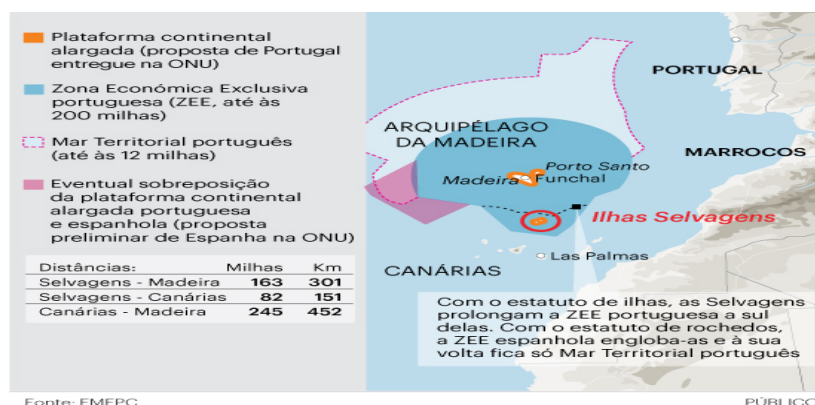 Plataforma continental
alargada (proposta de Portugal
entregue na ONU)
Zona Económica Exclusiva
portuguesa (ZEE, até às
200 milhas)
Mar Territorial português
(até às 12 milhas)
Eventual sobreposição
da plataforma continental
alargada portuguesa
e espanhola (proposta
preliminar de Espanha na ONU)
Distâncias: Milhas Km
Selvagens - Madeira 163 301
Selvagens - Canárias 82 151
Canárias - Madeira 245 452
PORTUGAL
ARQUIPÉLAGO
DA MADEIRA
MARROCOS
Porto Santo
Madeira
Funchal
Ilhas Selvagens
Las Palmas
CANÁRIAS
Com o estatuto de ilhas, as Selvagens
prolongam a ZEE portuguesa a sul
delas. Com o estatuto de rochedos,
a ZEE espanhola engloba-as e à sua
volta fica só Mar Territorial português
Fonte: EMEPC
PÚBLICO